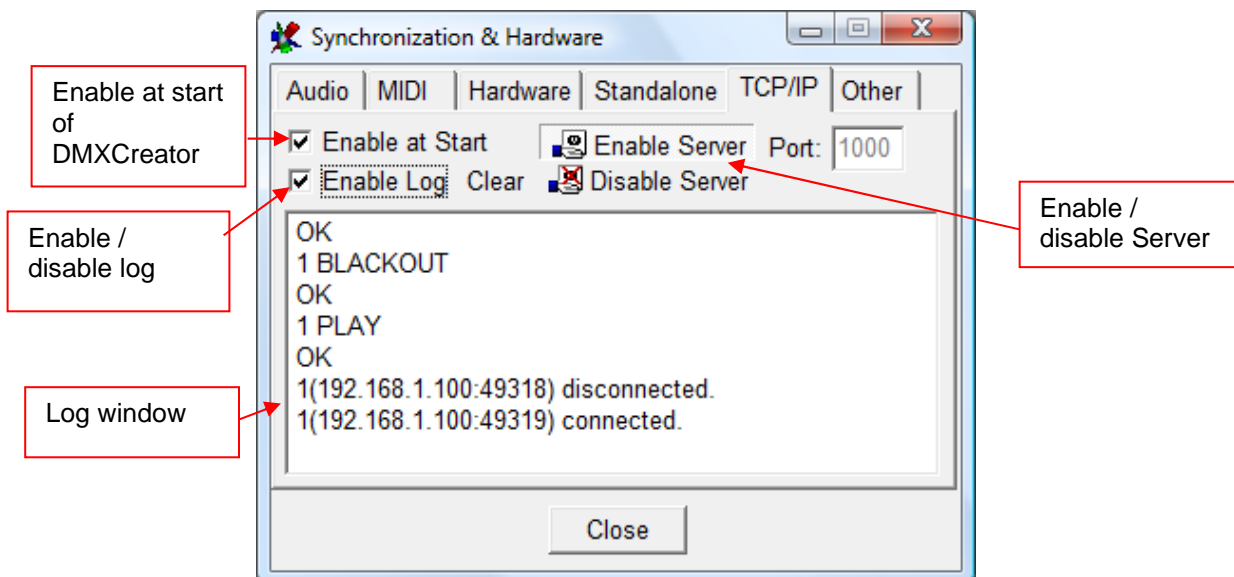 Synchronization & Hardware
Audio MIDI Hardware Standalone TCP/IP Other
Enable at Start Enable Server Port: 1000
Enable Log Clear Disable Server
OK
1 BLACKOUT
OK
1 PLAY
OK
1(192.168.1.100:49318) disconnected.
1(192.168.1.100:49319) connected.
Close
Enable at start
of
DMXCreator
Enable /
disable log
Log window
Enable /
disable Server